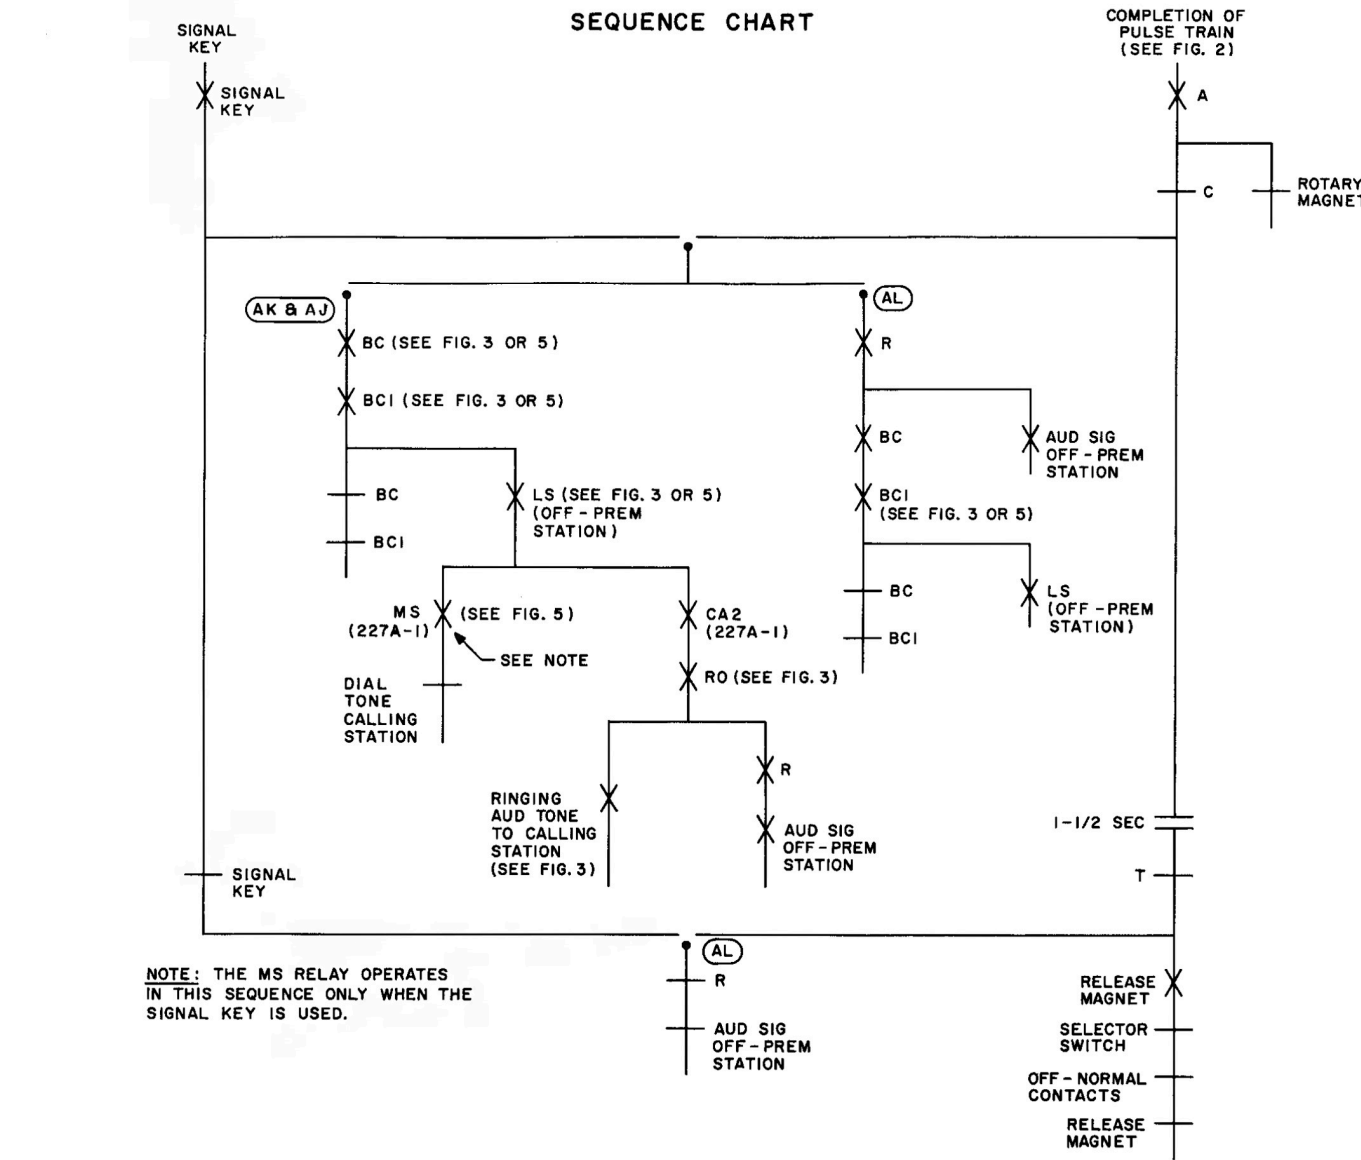 SEQUENCE CHART
SIGNAL
KEY
COMPLETION OF
PULSE TRAIN
(SEE FIG. 2)
SIGNAL
KEY
A
C
ROTARY
MAGNET
AK & AJ
AL
BC (SEE FIG. 3 OR 5)
R
BC1 (SEE FIG. 3 OR 5)
BC
AUD SIG
OFF-PREM
STATION
BC
LS (SEE FIG. 3 OR 5)
(OFF-PREM
STATION)
BC1
(SEE FIG. 3 OR 5)
BC1
MS (SEE FIG. 5)
(227A-1)
SEE NOTE
CA2
(227A-1)
BC
LS
(OFF-PREM
STATION)
BC1
DIAL
TONE
CALLING
STATION
RO (SEE FIG. 3)
RINGING
AUD TONE
TO CALLING
STATION
(SEE FIG. 3)
R
AUD SIG
OFF-PREM
STATION
1-1/2 SEC
SIGNAL
KEY
T
AL
R
AUD SIG
OFF-PREM
STATION
RELEASE
MAGNET
SELECTOR
SWITCH
OFF-NORMAL
CONTACTS
RELEASE
MAGNET
NOTE: THE MS RELAY OPERATES
IN THIS SEQUENCE ONLY WHEN THE
SIGNAL KEY IS USED.